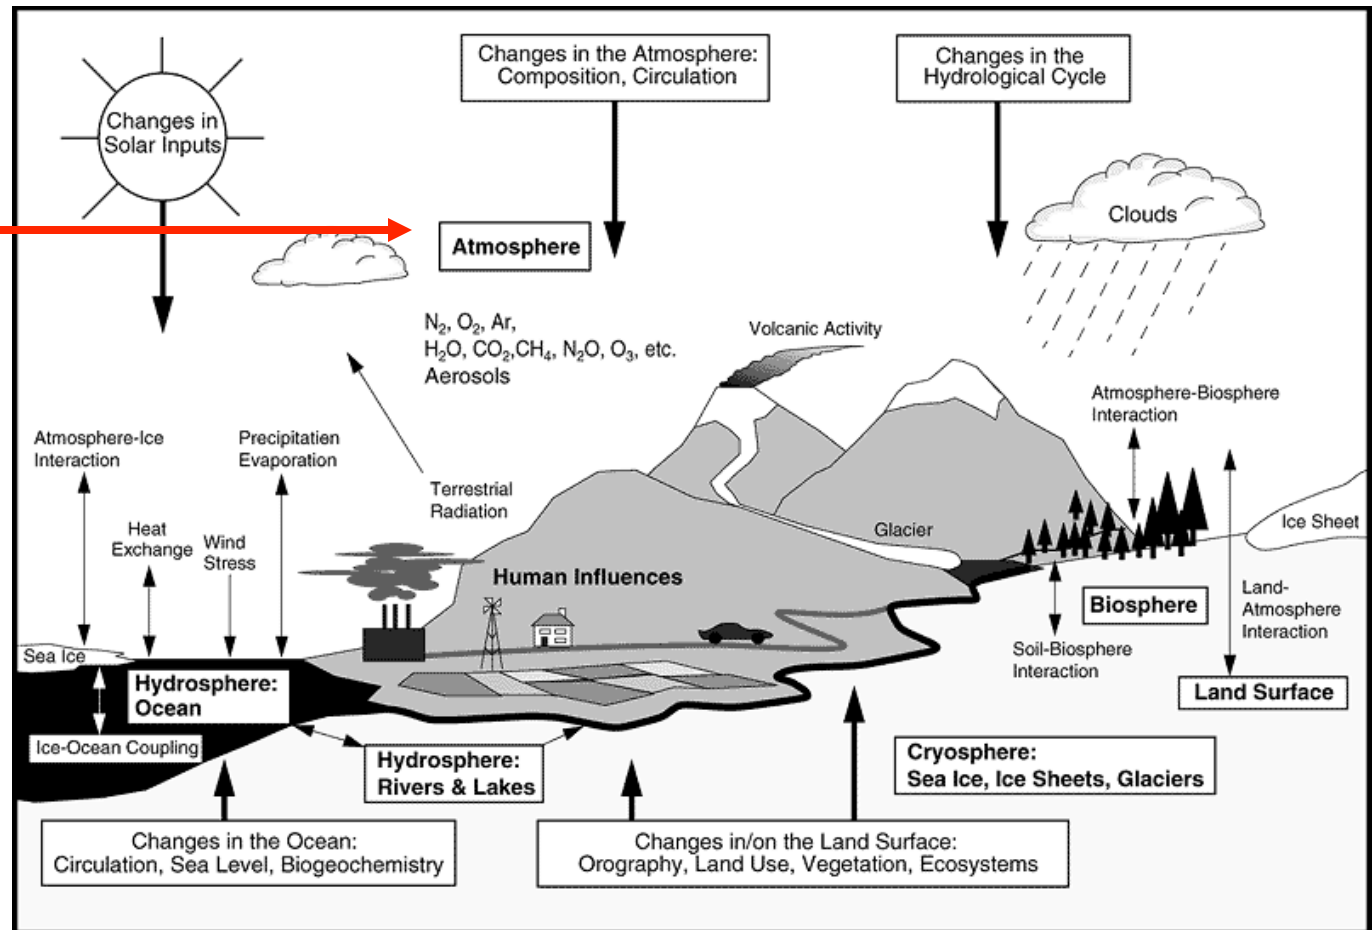 Changes in
Solar Inputs
Changes in the Atmosphere:
Composition, Circulation
Changes in the
Hydrological Cycle
Clouds
Atmosphere
N₂, O₂, Ar,
H₂O, CO₂,CH₄, N₂O, O₃, etc.
Aerosols
Volcanic Activity
Atmosphere-Ice
Interaction
Precipitation
Evaporation
Terrestrial
Radiation
Heat
Exchange
Wind
Stress
Atmosphere-Biosphere
Interaction
Glacier
Ice Sheet
Human Influences
Biosphere
Land-
Atmosphere
Interaction
Soil-Biosphere
Interaction
Land Surface
Sea Ice
Hydrosphere:
Ocean
Ice-Ocean Coupling
Hydrosphere:
Rivers & Lakes
Cryosphere:
Sea Ice, Ice Sheets, Glaciers
Changes in the Ocean:
Circulation, Sea Level, Biogeochemistry
Changes in/on the Land Surface:
Orography, Land Use, Vegetation, Ecosystems